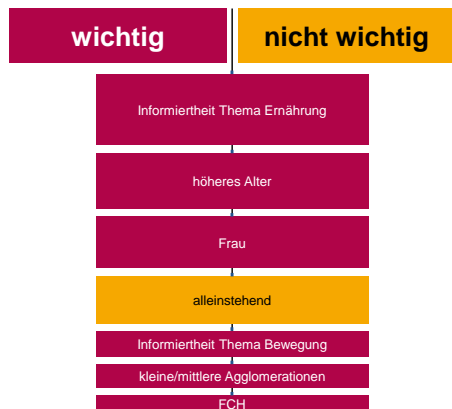 wichtig
nicht wichtig
Informiertheit Thema Ernährung
höheres Alter
Frau
alleinstehend
Informiertheit Thema Bewegung
kleine/mittlere Agglomerationen
FCH